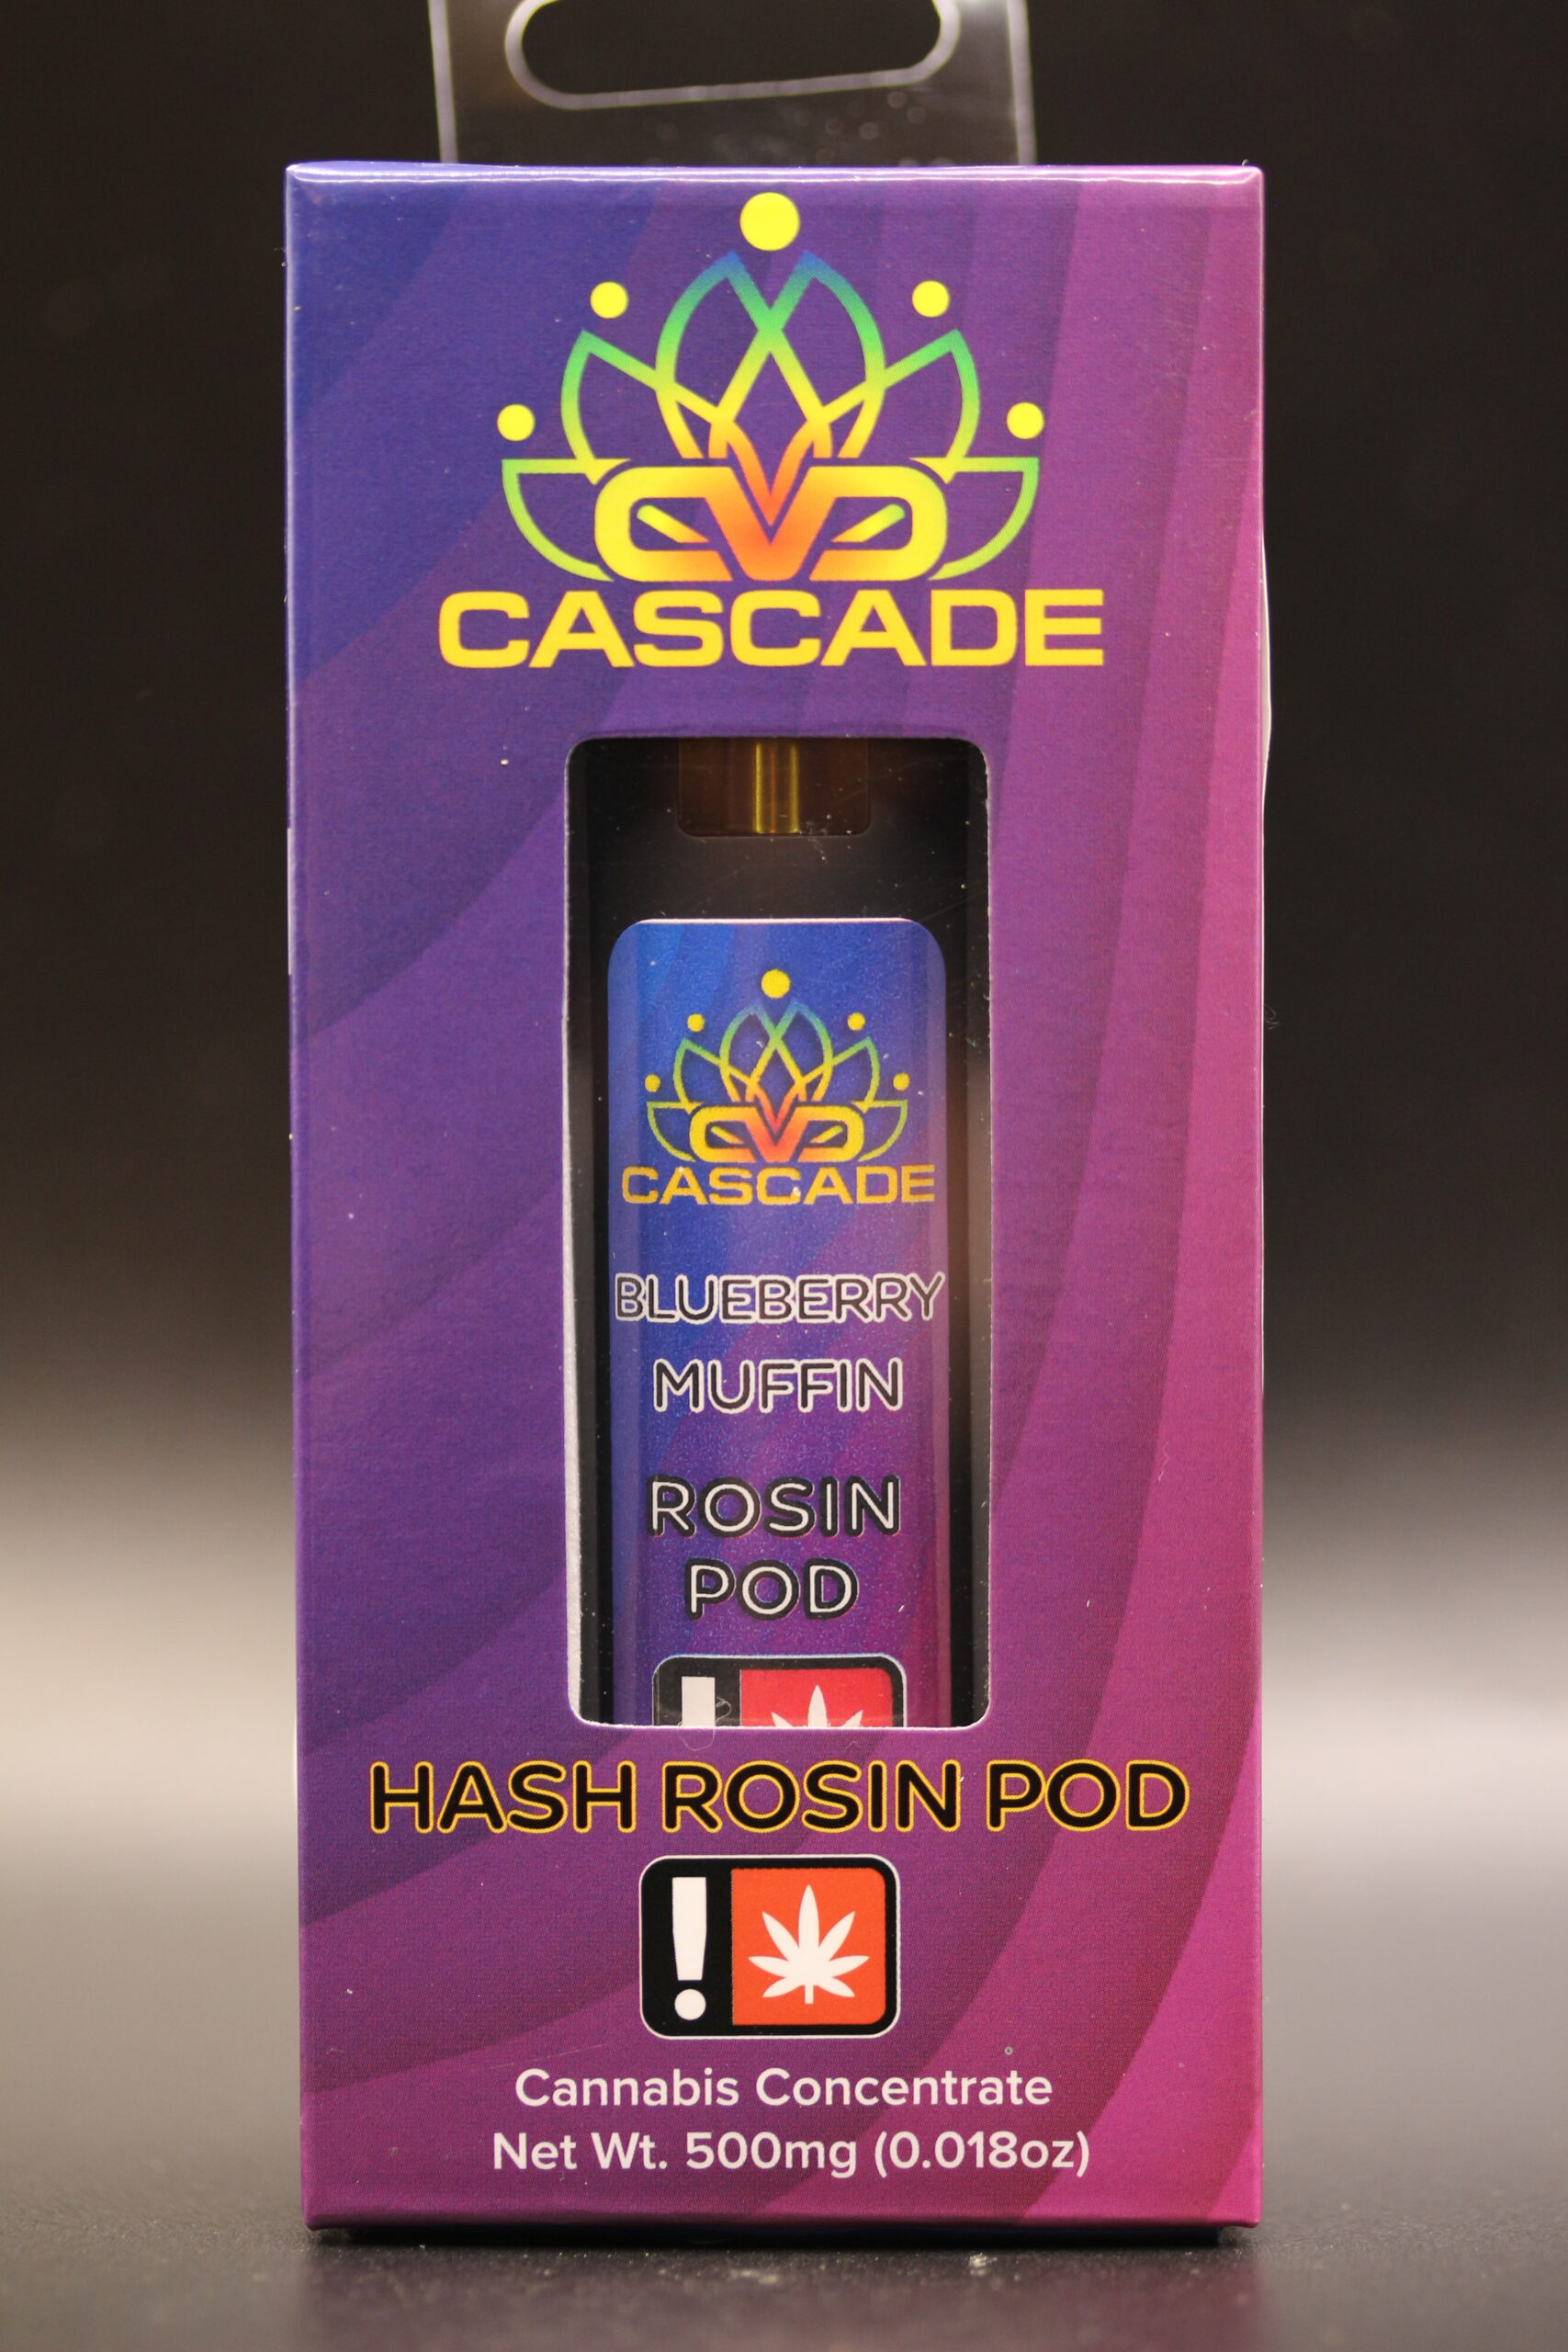 CASCADE
CASCADE
BLUEBERRY
MUFFIN
ROSIN
POD
HASH ROSIN POD
!
Cannabis Concentrate
Net Wt. 500mg (0.018oz)